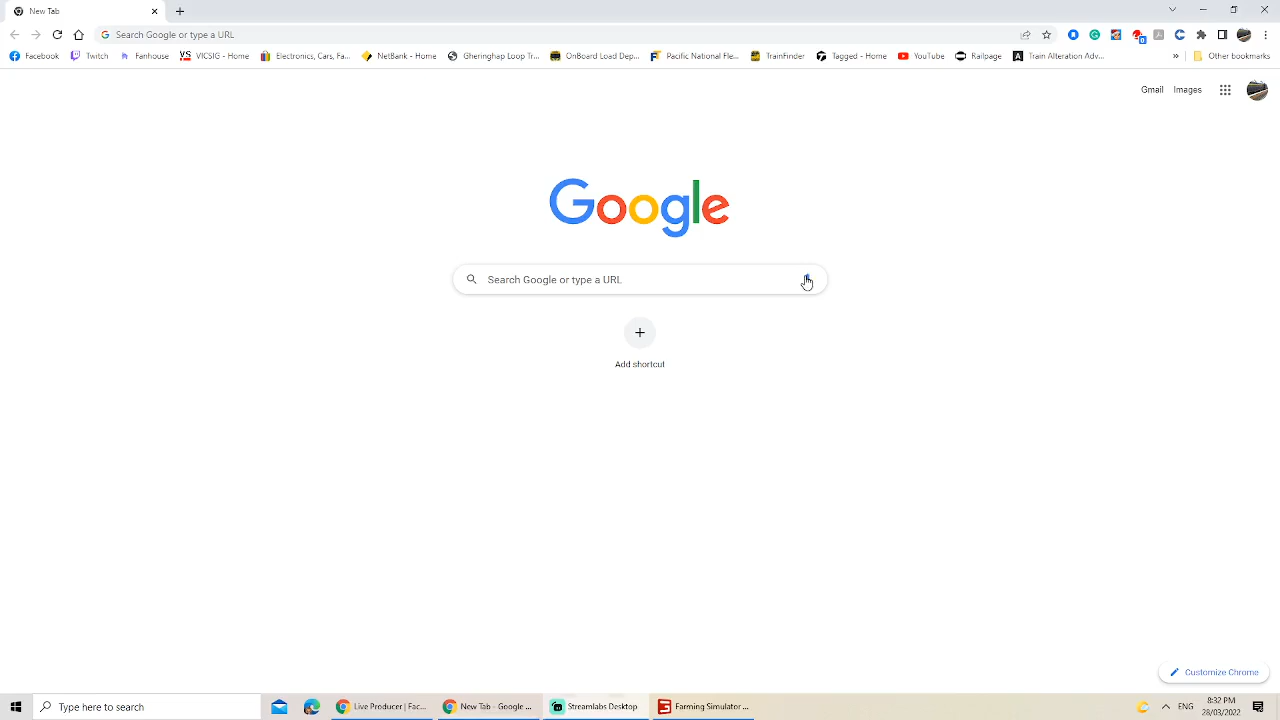 New Tab
Search Google or type a URL
Facebook
Twitch
Fanhouse
VICSIG - Home
Electronics, Cars, Fa...
NetBank - Home
Gheringhap Loop Tr...
OnBoard Load Dep...
Pacific National Fle...
TrainFinder
Tagged - Home
YouTube
Railpage
Train Alteration Adv...
»
Other bookmarks
Gmail
Images
Google
Search Google or type a URL
Add shortcut
Customize Chrome
Type here to search
Live Producer | Fac...
New Tab - Google ...
Streamlabs Desktop
Farming Simulator ...
ENG
8:32 PM
28/03/2022